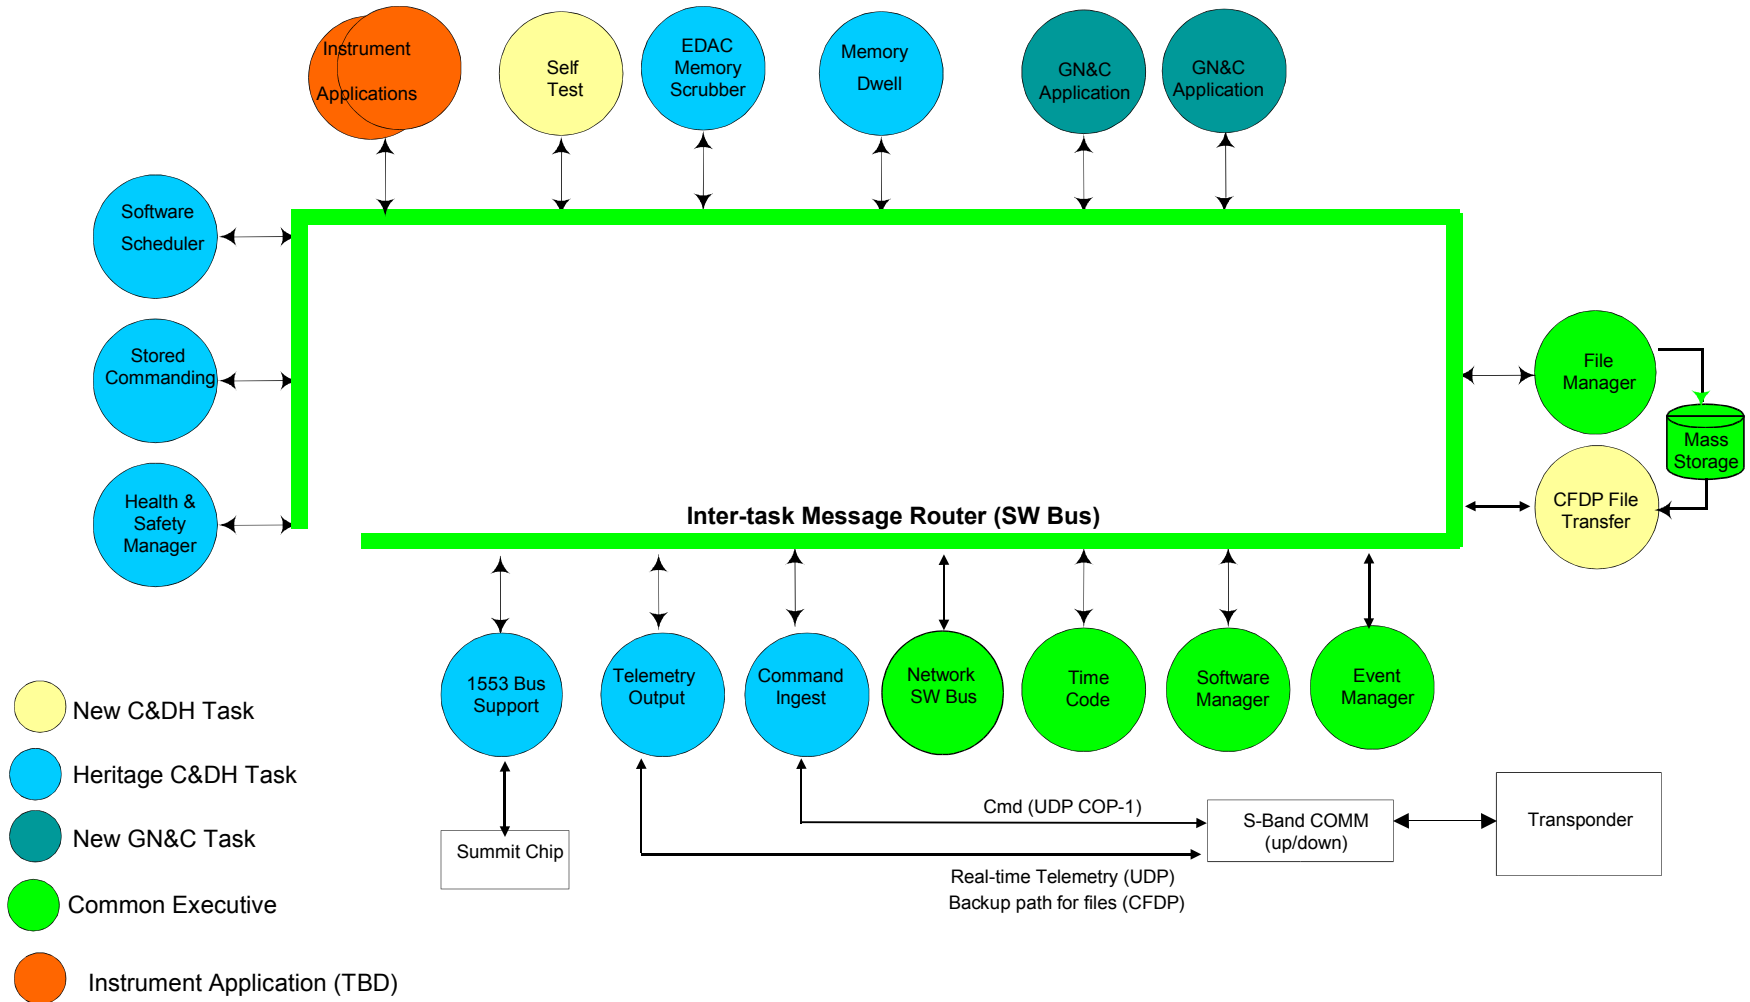 Instrument
Applications
Self
Test
EDAC
Memory
Scrubber
Memory
Dwell
GN&C
Application
GN&C
Application
Software
Scheduler
Stored
Commanding
Health &
Safety
Manager
File
Manager
Mass
Storage
CFDP File
Transfer
Inter-task Message Router (SW Bus)
1553 Bus
Support
Telemetry
Output
Command
Ingest
Network
SW Bus
Time
Code
Software
Manager
Event
Manager
Summit Chip
Cmd (UDP COP-1)
S-Band COMM
(up/down)
Transponder
Real-time Telemetry (UDP)
Backup path for files (CFDP)
New C&DH Task
Heritage C&DH Task
New GN&C Task
Common Executive
Instrument Application (TBD)